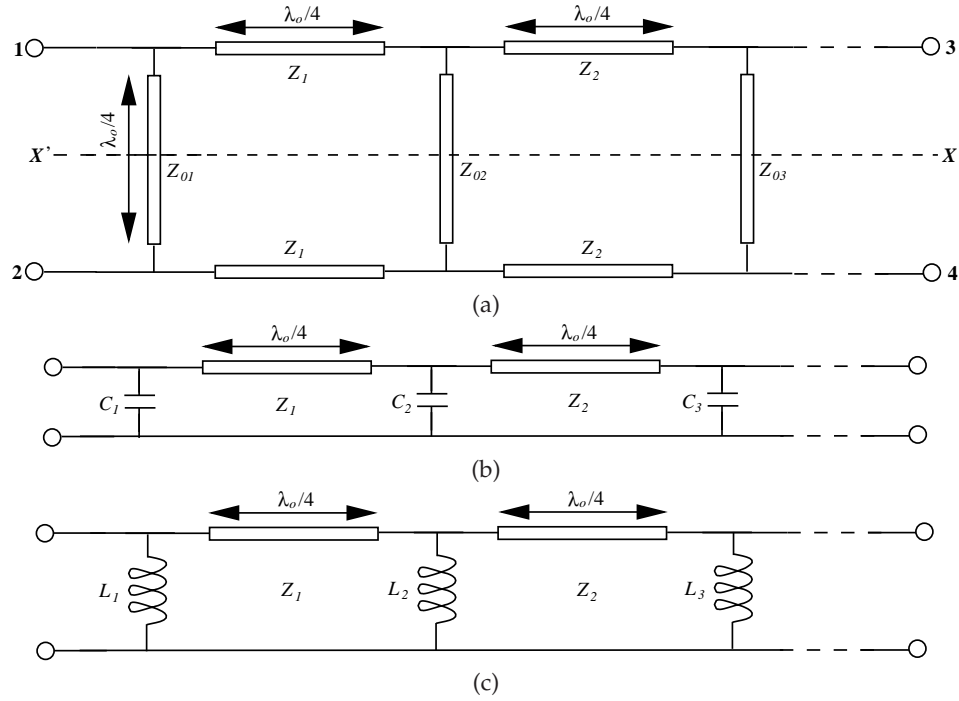 λo/4 λo/4
1 3
Z1 Z2
λo/4
X' X
Z01 Z02 Z03
Z1 Z2
2 4
(a)
λo/4 λo/4
C1 Z1 C2 Z2 C3
(b)
λo/4 λo/4
L1 Z1 L2 Z2 L3
(c)